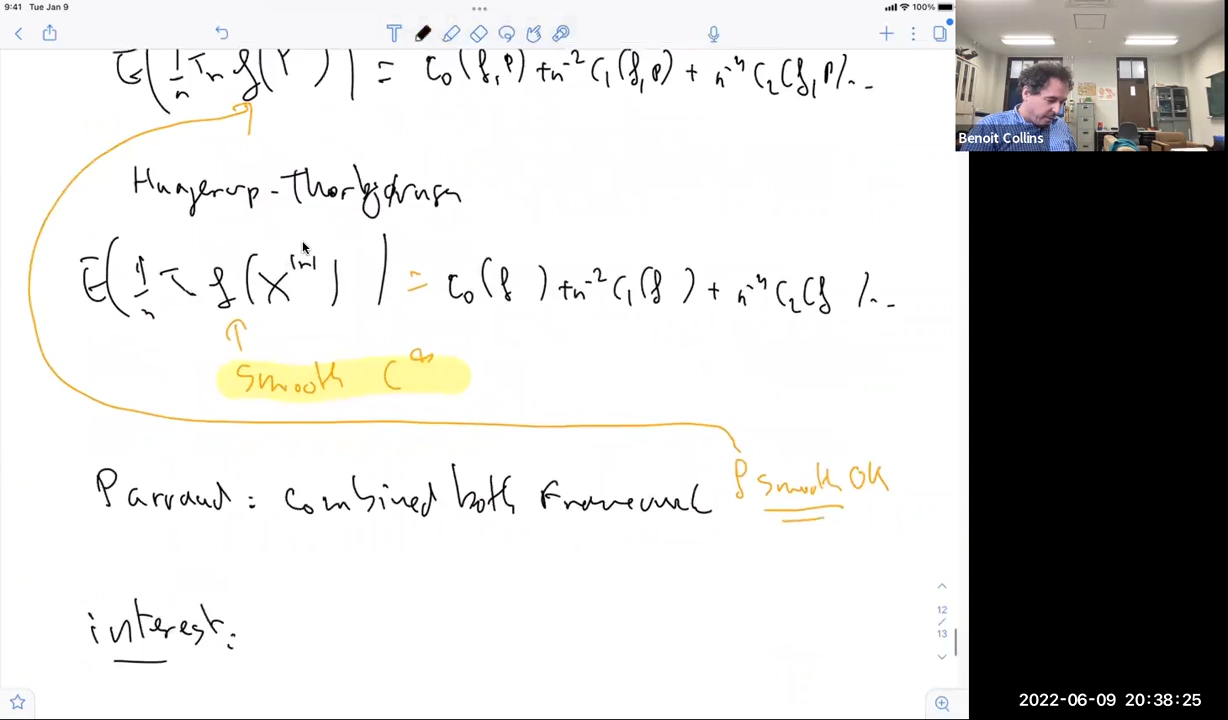 9:41 Tue Jan 9
100%
E(1/n Tr f(P)) = C₀(f,P) + n⁻² C₁(f,P) + n⁻⁴ C₂(f,P)...
Benoit Collins
Haagerup - Thorbjørnsen
E(1/n Tr f(X⁽ⁿ⁾)) = C₀(f) + n⁻² C₁(f) + n⁻⁴ C₂(f)...
Smooth C^∞
Parraud : combined both Framework
f smooth OK
interest:
12
/
13
2022-06-09 20:38:25